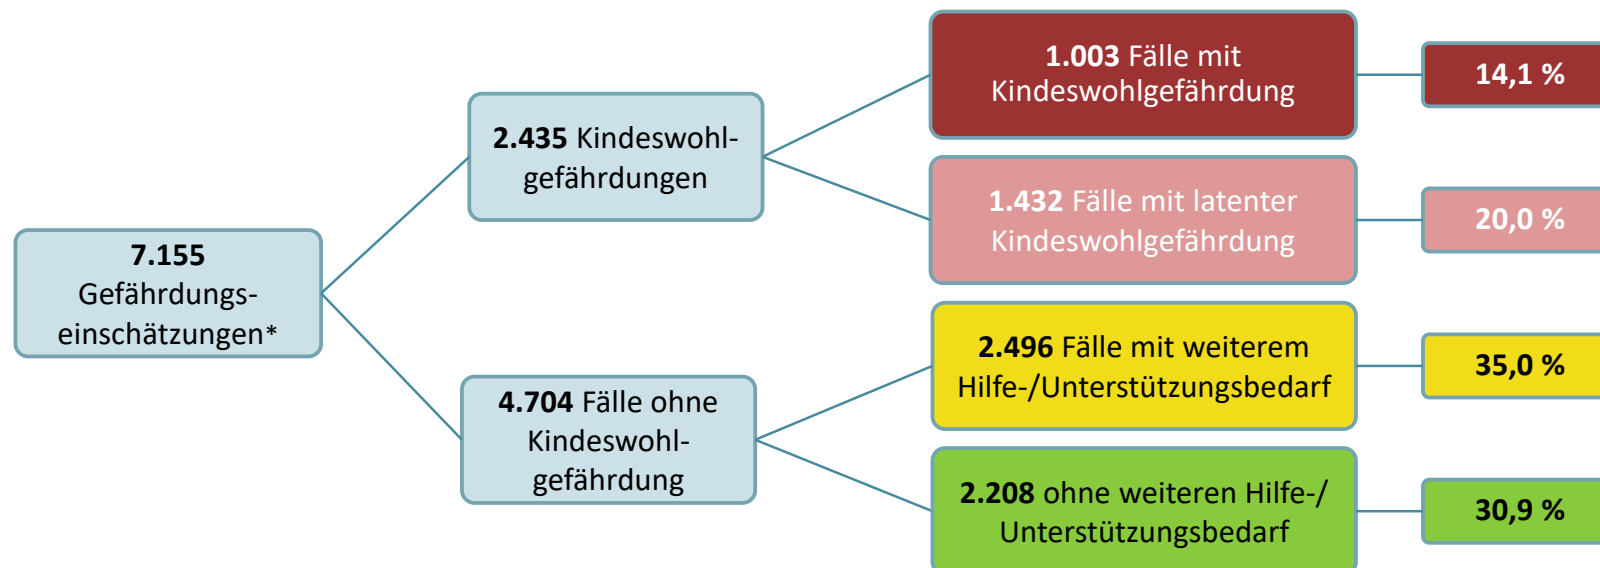 7.155
Gefährdungs-
einschätzungen*
2.435 Kindeswohl-
gefährdungen
4.704 Fälle ohne
Kindeswohl-
gefährdung
1.003 Fälle mit
Kindeswohlgefährdung
14,1 %
1.432 Fälle mit latenter
Kindeswohlgefährdung
20,0 %
2.496 Fälle mit weiterem
Hilfe-/Unterstützungsbedarf
35,0 %
2.208 ohne weiteren Hilfe-/
Unterstützungsbedarf
30,9 %